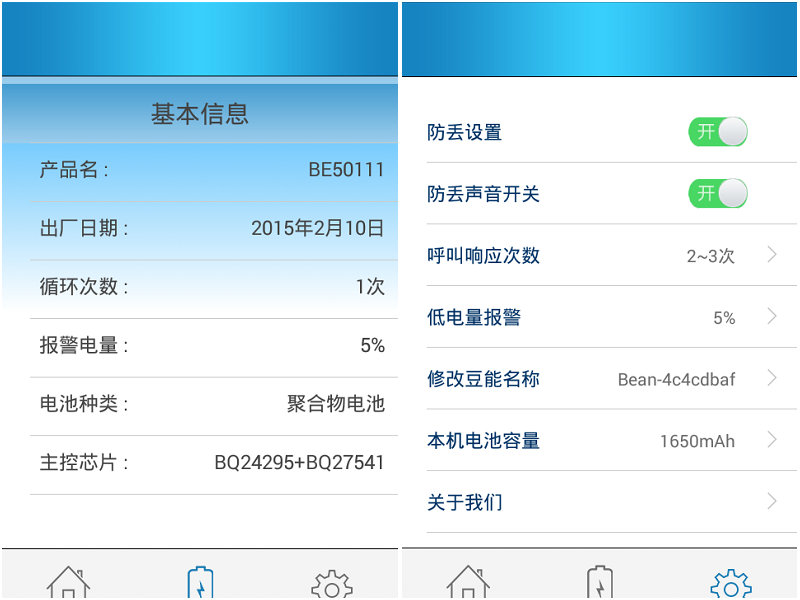 基本信息
产品名: BE50111
出厂日期: 2015年2月10日
循环次数: 1次
报警电量: 5%
电池种类: 聚合物电池
主控芯片: BQ24295+BQ27541
防丢设置 开
防丢声音开关 开
呼叫响应次数 2~3次
低电量报警 5%
修改豆能名称 Bean-4c4cdbaf
本机电池容量 1650mAh
关于我们